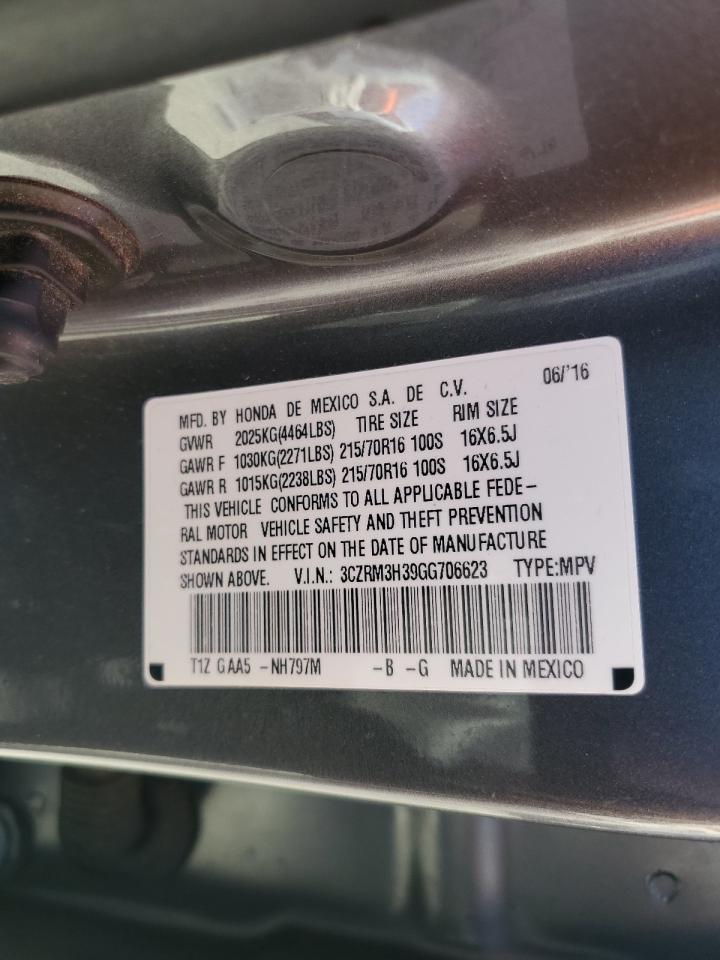 06/'16
MFD. BY HONDA DE MEXICO S.A. DE C.V.
GVWR 2025KG(4464LBS) TIRE SIZE RIM SIZE
GAWR F 1030KG(2271LBS) 215/70R16 100S 16X6.5J
GAWR R 1015KG(2238LBS) 215/70R16 100S 16X6.5J
THIS VEHICLE CONFORMS TO ALL APPLICABLE FEDE-
RAL MOTOR VEHICLE SAFETY AND THEFT PREVENTION
STANDARDS IN EFFECT ON THE DATE OF MANUFACTURE
SHOWN ABOVE. V.I.N.: 3CZRM3H39GG706623 TYPE:MPV
T1Z GAA5 -NH797M -B -G MADE IN MEXICO